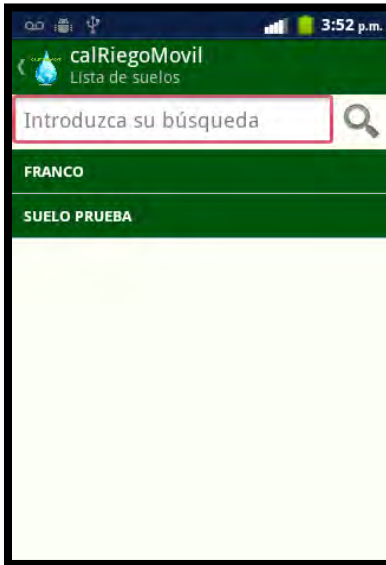 3:52 p.m.
calRiegoMovil
Lista de suelos
Introduzca su búsqueda
FRANCO
SUELO PRUEBA